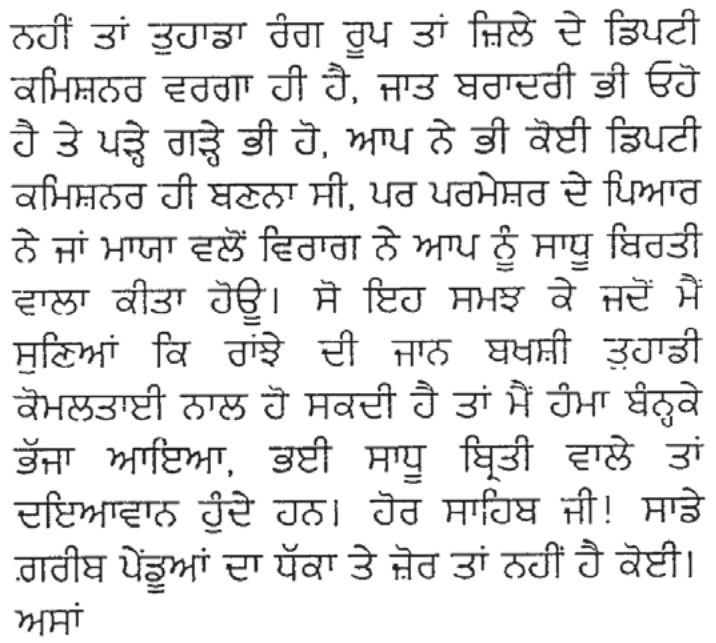 ਨਹੀਂ ਤਾਂ ਤੁਹਾਡਾ ਰੰਗ ਰੂਪ ਤਾਂ ਜ਼ਿਲੇ ਦੇ ਡਿਪਟੀ
ਕਮਿਸ਼ਨਰ ਵਰਗਾ ਹੀ ਹੈ, ਜਾਤ ਬਰਾਦਰੀ ਭੀ ਓਹੋ
ਹੈ ਤੇ ਪੜ੍ਹੇ ਗੜ੍ਹੇ ਭੀ ਹੋ, ਆਪ ਨੇ ਭੀ ਕੋਈ ਡਿਪਟੀ
ਕਮਿਸ਼ਨਰ ਹੀ ਬਣਨਾ ਸੀ, ਪਰ ਪਰਮੇਸ਼ਰ ਦੇ ਪਿਆਰ
ਨੇ ਜਾਂ ਮਾਯਾ ਵਲੋਂ ਵਿਰਾਗ ਨੇ ਆਪ ਨੂੰ ਸਾਧੂ ਬਿਰਤੀ
ਵਾਲਾ ਕੀਤਾ ਹੋਊ। ਸੋ ਇਹ ਸਮਝ ਕੇ ਜਦੋਂ ਮੈਂ
ਸੁਣਿਆਂ ਕਿ ਰਾਂਝੇ ਦੀ ਜਾਨ ਬਖਸ਼ੀ ਤੁਹਾਡੀ
ਕੋਮਲਤਾਈ ਨਾਲ ਹੋ ਸਕਦੀ ਹੈ ਤਾਂ ਮੈਂ ਹੰਮਾ ਬੰਨ੍ਹਕੇ
ਭੱਜਾ ਆਇਆ, ਭਈ ਸਾਧੂ ਬ੍ਰਿਤੀ ਵਾਲੇ ਤਾਂ
ਦਇਆਵਾਨ ਹੁੰਦੇ ਹਨ। ਹੋਰ ਸਾਹਿਬ ਜੀ! ਸਾਡੇ
ਗ਼ਰੀਬ ਪੇਂਡੂਆਂ ਦਾ ਧੱਕਾ ਤੇ ਜ਼ੋਰ ਤਾਂ ਨਹੀਂ ਹੈ ਕੋਈ।
ਅਸਾਂ